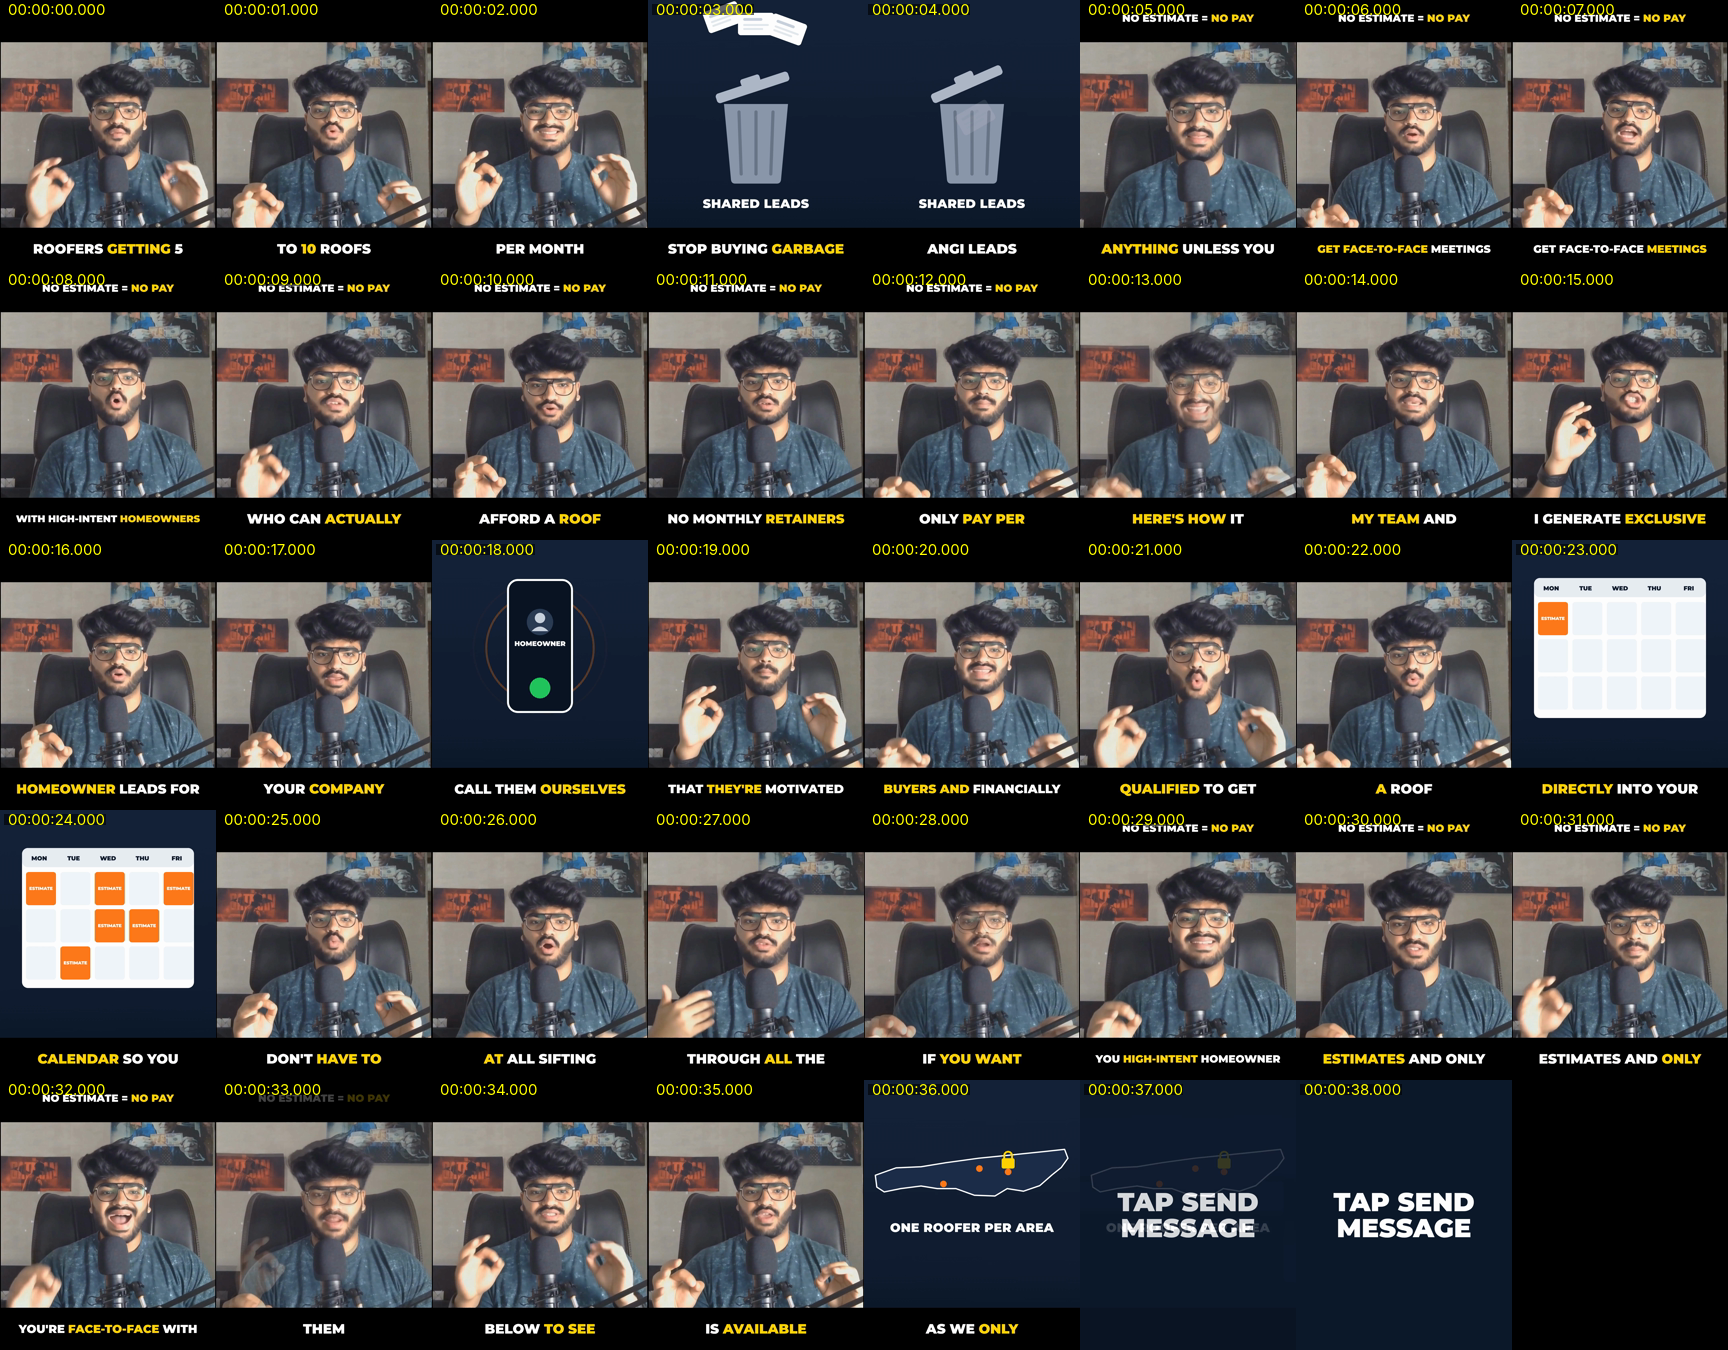 00:00:00.000
ROOFERS GETTING 5
00:00:01.000
TO 10 ROOFS
00:00:02.000
PER MONTH
00:00:03.000
SHARED LEADS
STOP BUYING GARBAGE
00:00:04.000
SHARED LEADS
ANGI LEADS
00:00:05.000
NO ESTIMATE = NO PAY
ANYTHING UNLESS YOU
00:00:06.000
NO ESTIMATE = NO PAY
GET FACE-TO-FACE MEETINGS
00:00:07.000
NO ESTIMATE = NO PAY
GET FACE-TO-FACE MEETINGS
00:00:08.000
NO ESTIMATE = NO PAY
WITH HIGH-INTENT HOMEOWNERS
00:00:09.000
NO ESTIMATE = NO PAY
WHO CAN ACTUALLY
00:00:10.000
NO ESTIMATE = NO PAY
AFFORD A ROOF
00:00:11.000
NO ESTIMATE = NO PAY
NO MONTHLY RETAINERS
00:00:12.000
NO ESTIMATE = NO PAY
ONLY PAY PER
00:00:13.000
HERE'S HOW IT
00:00:14.000
MY TEAM AND
00:00:15.000
I GENERATE EXCLUSIVE
00:00:16.000
HOMEOWNER LEADS FOR
00:00:17.000
YOUR COMPANY
00:00:18.000
HOMEOWNER
CALL THEM OURSELVES
00:00:19.000
THAT THEY'RE MOTIVATED
00:00:20.000
BUYERS AND FINANCIALLY
00:00:21.000
QUALIFIED TO GET
00:00:22.000
A ROOF
00:00:23.000
MON TUE WED THU FRI
ESTIMATE
DIRECTLY INTO YOUR
00:00:24.000
MON TUE WED THU FRI
ESTIMATE ESTIMATE ESTIMATE
ESTIMATE ESTIMATE
ESTIMATE
CALENDAR SO YOU
00:00:25.000
DON'T HAVE TO
00:00:26.000
AT ALL SIFTING
00:00:27.000
THROUGH ALL THE
00:00:28.000
IF YOU WANT
00:00:29.000
NO ESTIMATE = NO PAY
YOU HIGH-INTENT HOMEOWNER
00:00:30.000
NO ESTIMATE = NO PAY
ESTIMATES AND ONLY
00:00:31.000
NO ESTIMATE = NO PAY
ESTIMATES AND ONLY
00:00:32.000
NO ESTIMATE = NO PAY
YOU'RE FACE-TO-FACE WITH
00:00:33.000
NO ESTIMATE = NO PAY
THEM
00:00:34.000
BELOW TO SEE
00:00:35.000
IS AVAILABLE
00:00:36.000
ONE ROOFER PER AREA
AS WE ONLY
00:00:37.000
TAP SEND
MESSAGE
ONE ROOFER PER AREA
00:00:38.000
TAP SEND
MESSAGE